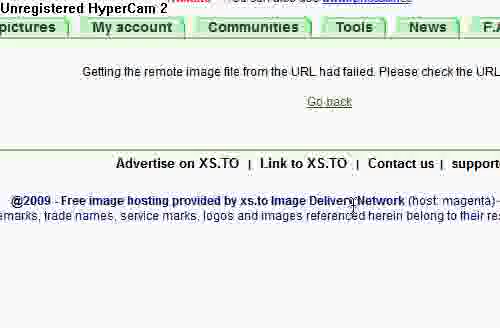 Unregistered HyperCam 2
pictures My account Communities Tools News F.A
Getting the remote image file from the URL had failed. Please check the URL
Go back
Advertise on XS.TO | Link to XS.TO | Contact us | support
@2009 - Free image hosting provided by xs.to Image Delivery Network (host: magenta) -
emarks, trade names, service marks, logos and images referenced herein belong to their res